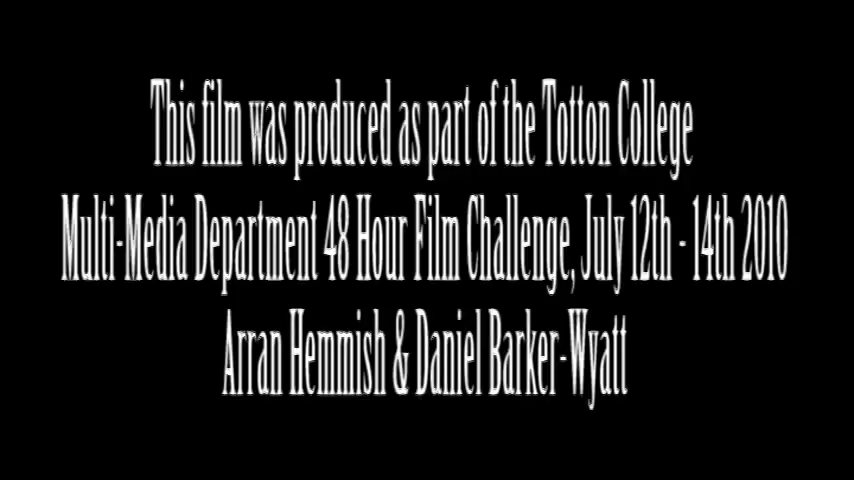 This film was produced as part of the Totton College
Multi-Media Department 48 Hour Film Challenge, July 12th - 14th 2010
Arran Hemmish & Daniel Barker-Wyatt